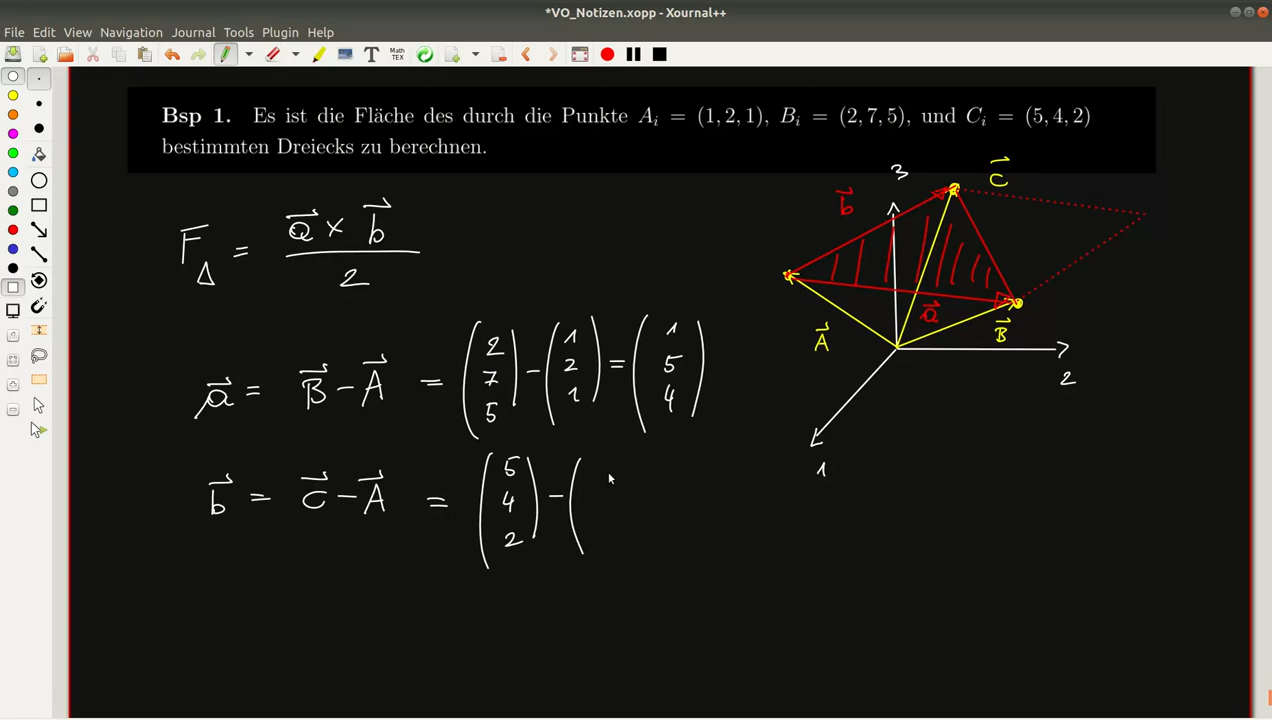 *VO_Notizen.xopp - Xournal++
File Edit View Navigation Journal Tools Plugin Help
T Math TEX
Bsp 1. Es ist die Fläche des durch die Punkte A_i = (1, 2, 1), B_i = (2, 7, 5), und C_i = (5, 4, 2)
bestimmten Dreiecks zu berechnen.
F_Δ = (a⃗ × b⃗) / 2
a⃗ = B⃗ − A⃗ = (2 7 5) − (1 2 1) = (1 5 4)
b⃗ = C⃗ − A⃗ = (5 4 2) − (
3
C⃗
b⃗
a⃗
A⃗
B⃗
2
1